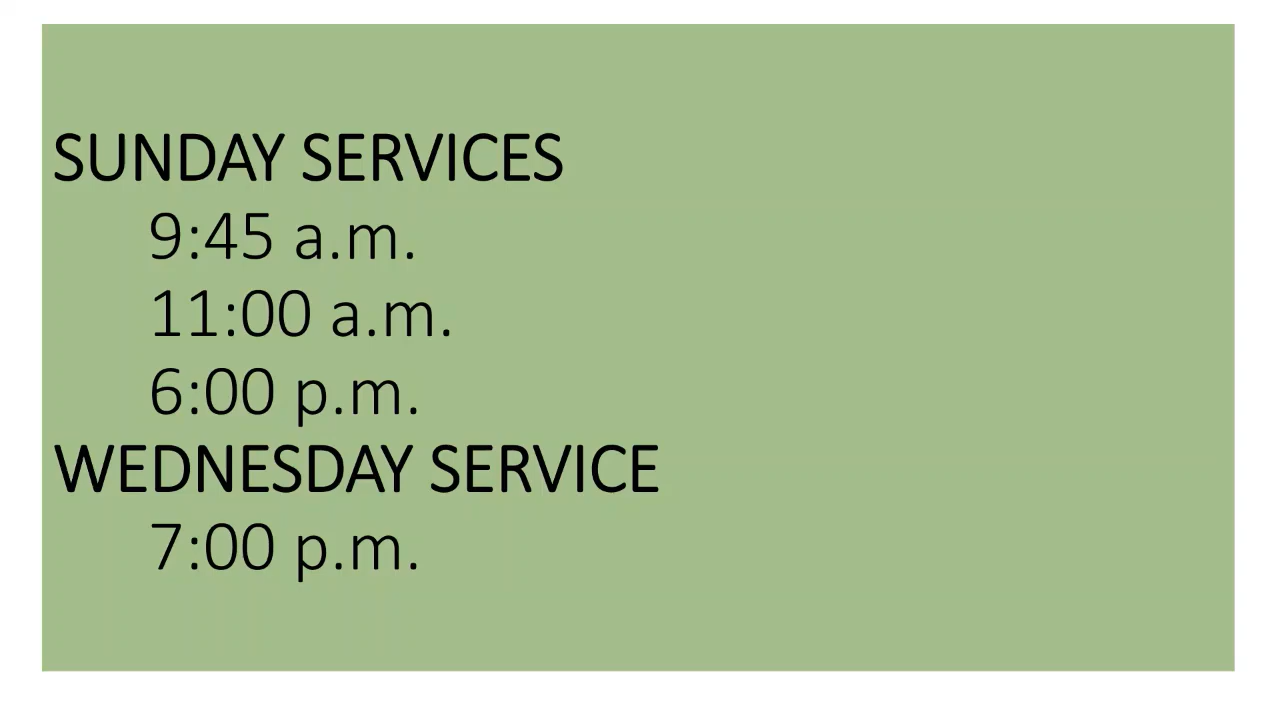 SUNDAY SERVICES
9:45 a.m.
11:00 a.m.
6:00 p.m.
WEDNESDAY SERVICE
7:00 p.m.